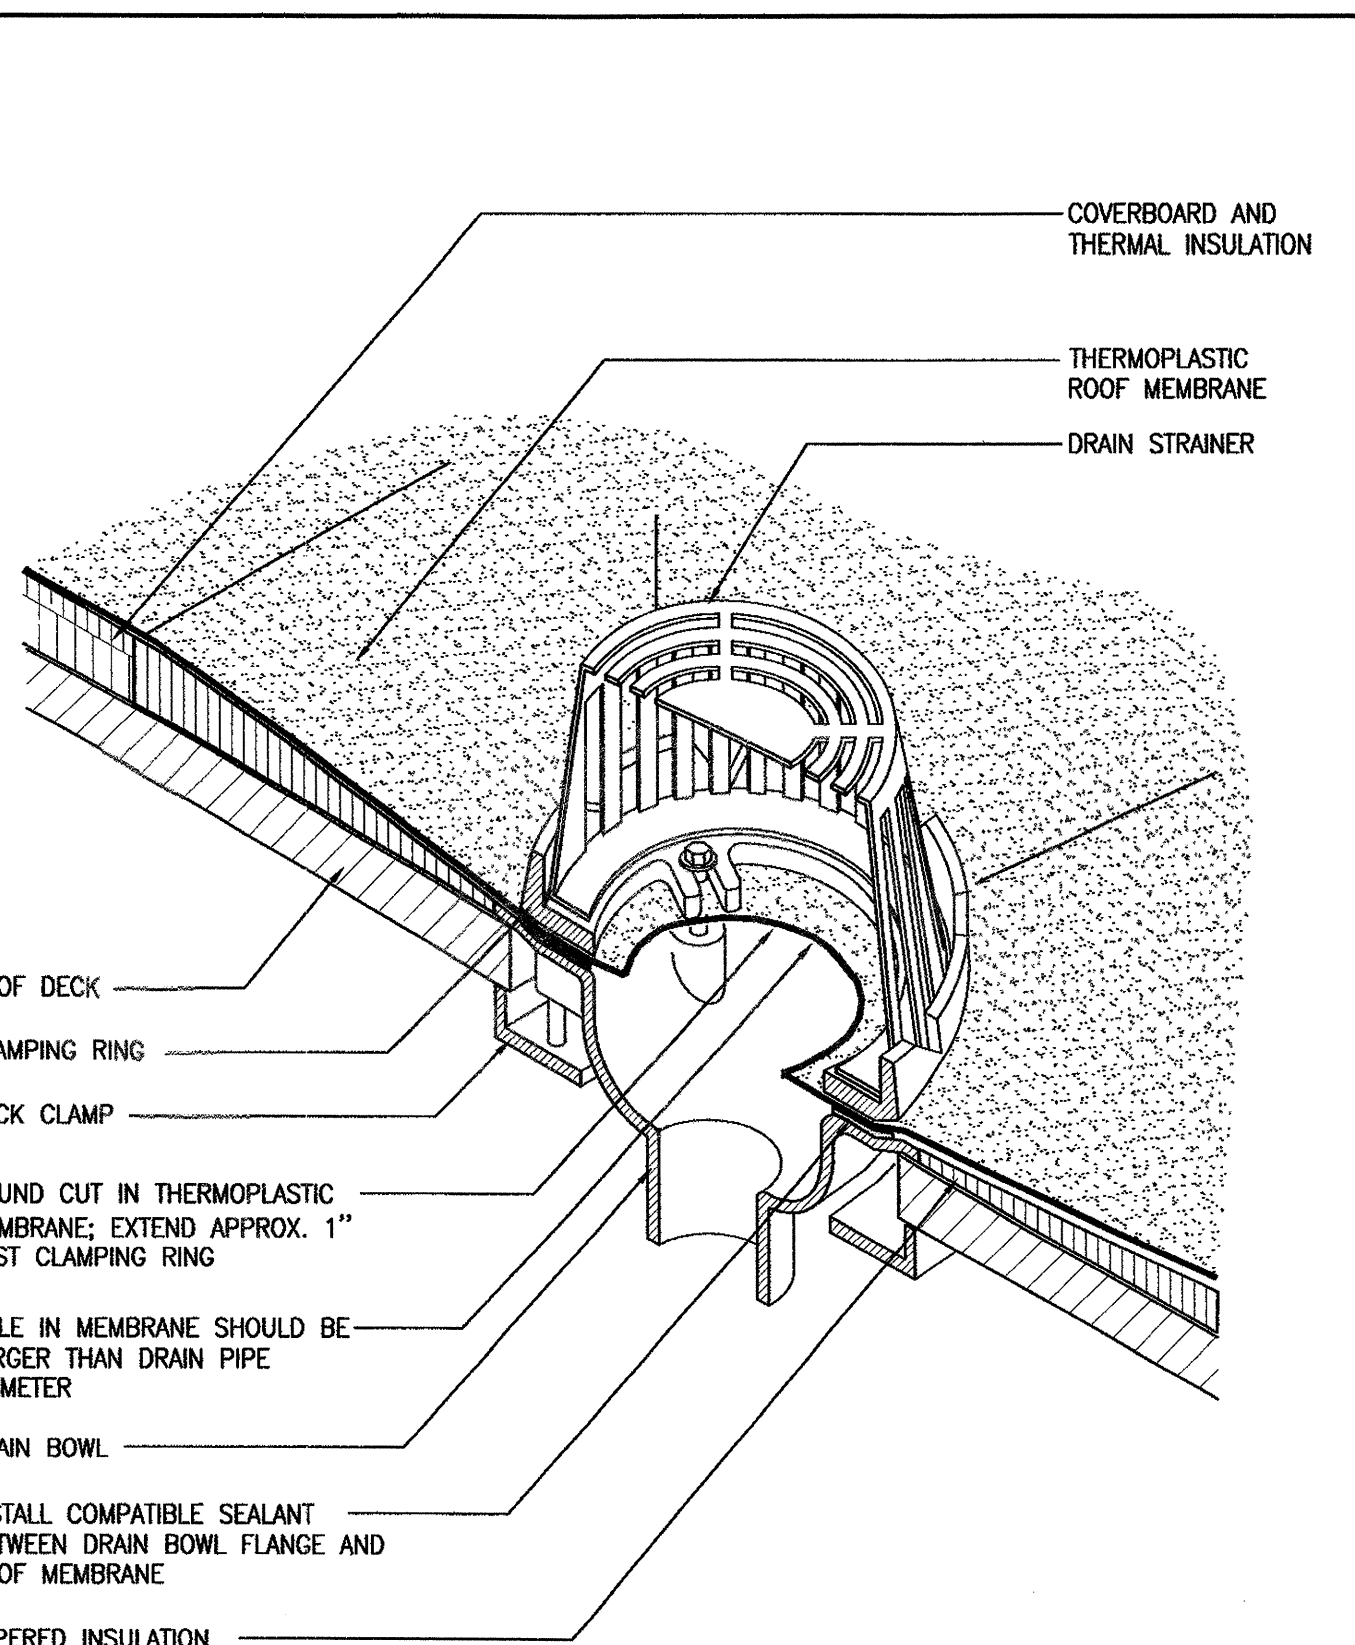 COVERBOARD AND
THERMAL INSULATION
THERMOPLASTIC
ROOF MEMBRANE
DRAIN STRAINER
OF DECK
AMPING RING
CK CLAMP
UND CUT IN THERMOPLASTIC
MBRANE; EXTEND APPROX. 1”
ST CLAMPING RING
LE IN MEMBRANE SHOULD BE
RGER THAN DRAIN PIPE
METER
AIN BOWL
STALL COMPATIBLE SEALANT
TWEEN DRAIN BOWL FLANGE AND
OF MEMBRANE
PERED INSULATION